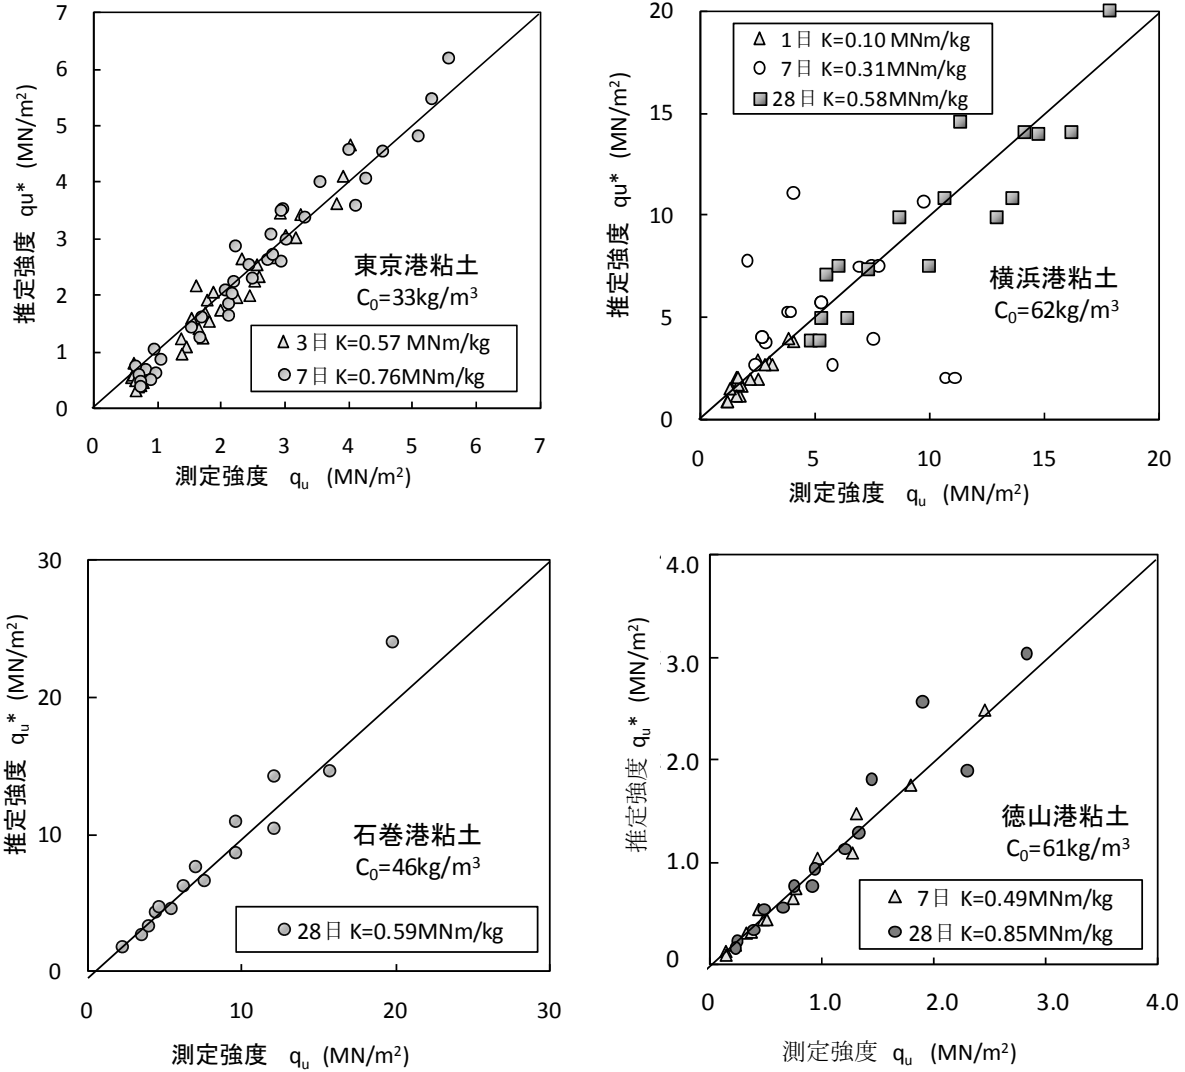 7
6
5
4
3
2
1
0
推定強度 qu* (MN/m²)
東京港粘土
C₀=33kg/m³
3日 K=0.57 MNm/kg
7日 K=0.76MNm/kg
0 1 2 3 4 5 6 7
測定強度 qᵤ (MN/m²)
20
15
10
5
0
推定強度 qu* (MN/m²)
1日 K=0.10 MNm/kg
7日 K=0.31MNm/kg
28日 K=0.58MNm/kg
横浜港粘土
C₀=62kg/m³
0 5 10 15 20
測定強度 qᵤ (MN/m²)
30
20
10
0
推定強度 qᵤ* (MN/m²)
石巻港粘土
C₀=46kg/m³
28日 K=0.59MNm/kg
0 10 20 30
測定強度 qᵤ (MN/m²)
4.0
3.0
2.0
1.0
0
推定強度 qᵤ* (MN/m²)
徳山港粘土
C₀=61kg/m³
7日 K=0.49MNm/kg
28日 K=0.85MNm/kg
0 1.0 2.0 3.0 4.0
測定強度 qᵤ (MN/m²)